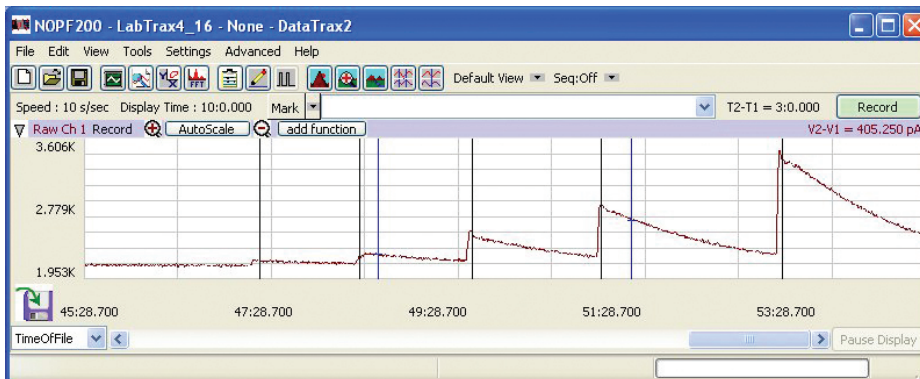 NOPF200 - LabTrax4_16 - None - DataTrax2
File Edit View Tools Settings Advanced Help
Default View Seq:Off
Speed : 10 s/sec Display Time : 10:0.000 Mark T2-T1 = 3:0.000 Record
Raw Ch 1 Record AutoScale add function V2-V1 = 405.250 pA
3.606K
2.779K
1.953K
45:28.700 47:28.700 49:28.700 51:28.700 53:28.700
TimeOfFile Pause Display